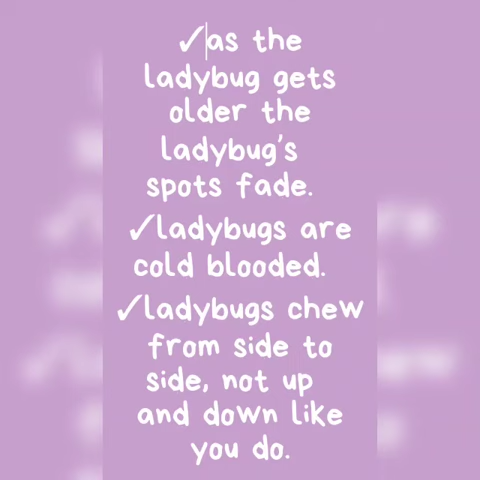 ✓as the
ladybug gets
older the
ladybug's
spots fade.
✓ladybugs are
cold blooded.
✓ladybugs chew
from side to
side, not up
and down like
you do.